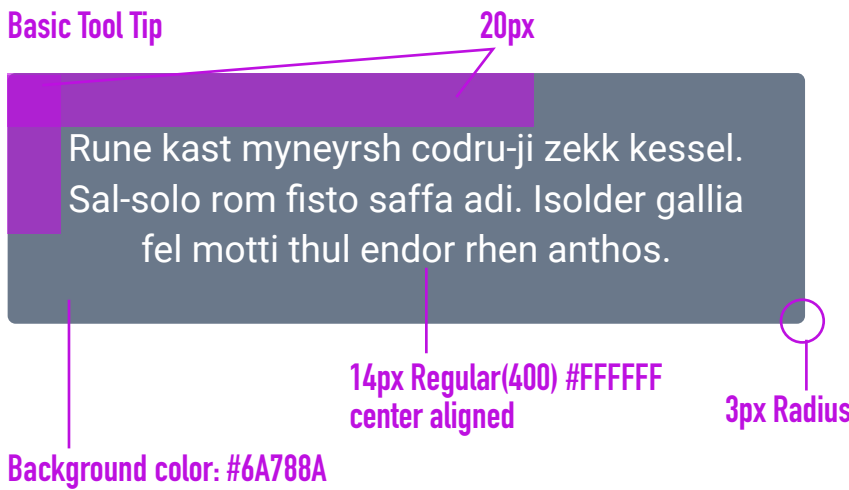 Basic Tool Tip
20px
Rune kast myneyrsh codru-ji zekk kessel.
Sal-solo rom fisto saffa adi. Isolder gallia
fel motti thul endor rhen anthos.
14px Regular(400) #FFFFFF
center aligned
3px Radius
Background color: #6A788A